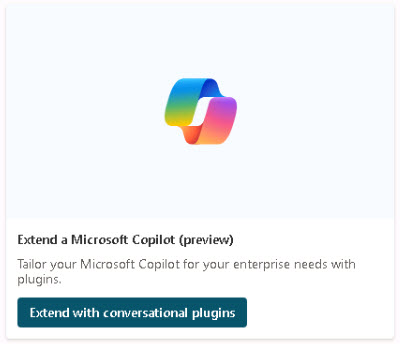 Extend a Microsoft Copilot (preview)
Tailor your Microsoft Copilot for your enterprise needs with
plugins.
Extend with conversational plugins